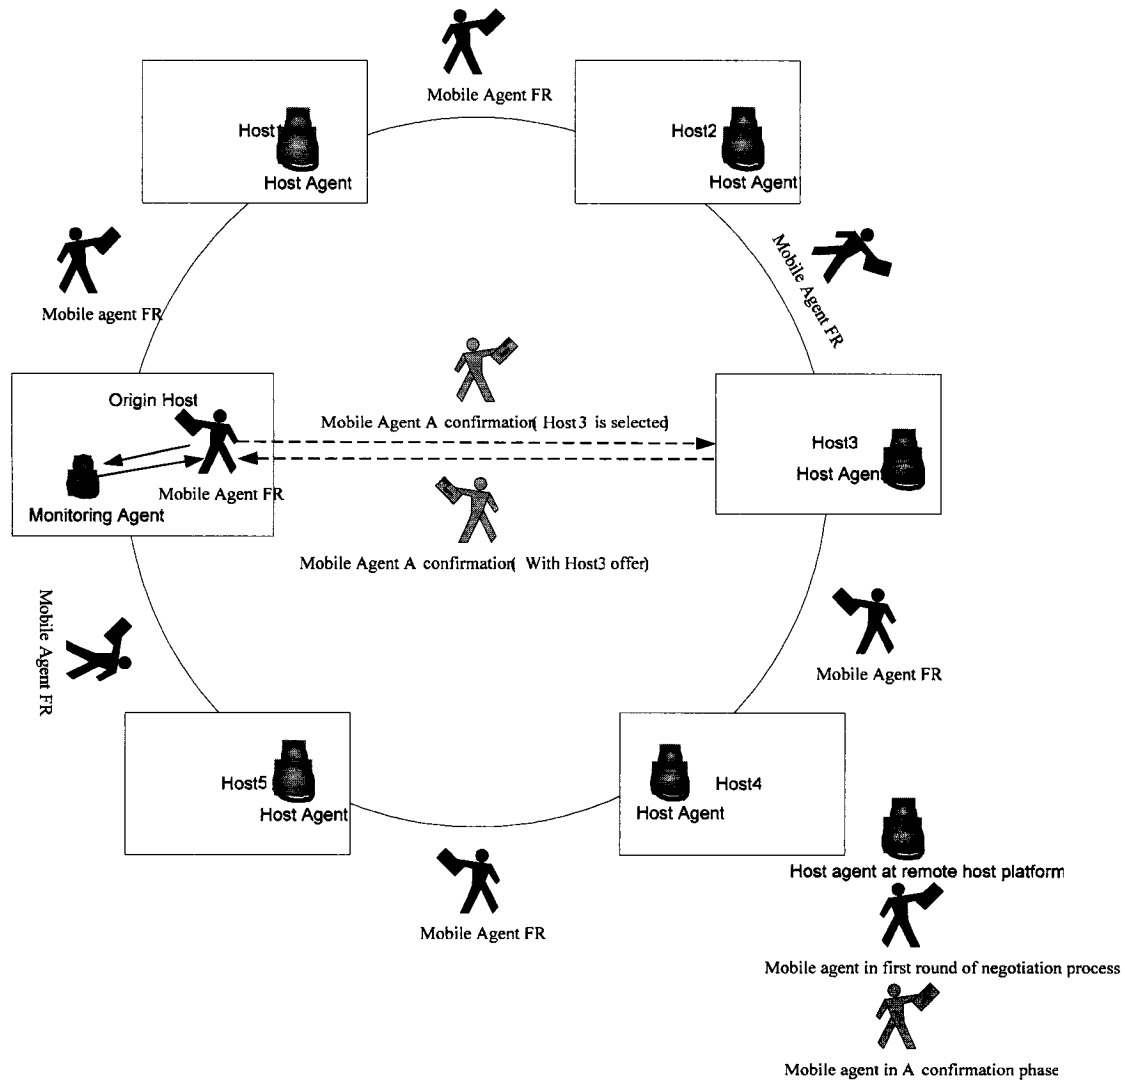 Mobile Agent FR
Host1
Host Agent
Host2
Host Agent
Mobile agent FR
Mobile Agent FR
Origin Host
Mobile Agent FR
Monitoring Agent
Mobile Agent A confirmation( Host3 is selected)
Mobile Agent A confirmation( With Host3 offer)
Host3
Host Agent
Mobile Agent FR
Mobile Agent FR
Host5
Host Agent
Host4
Host Agent
Mobile Agent FR
Host agent at remote host platform
Mobile agent in first round of negotiation process
Mobile agent in A confirmation phase